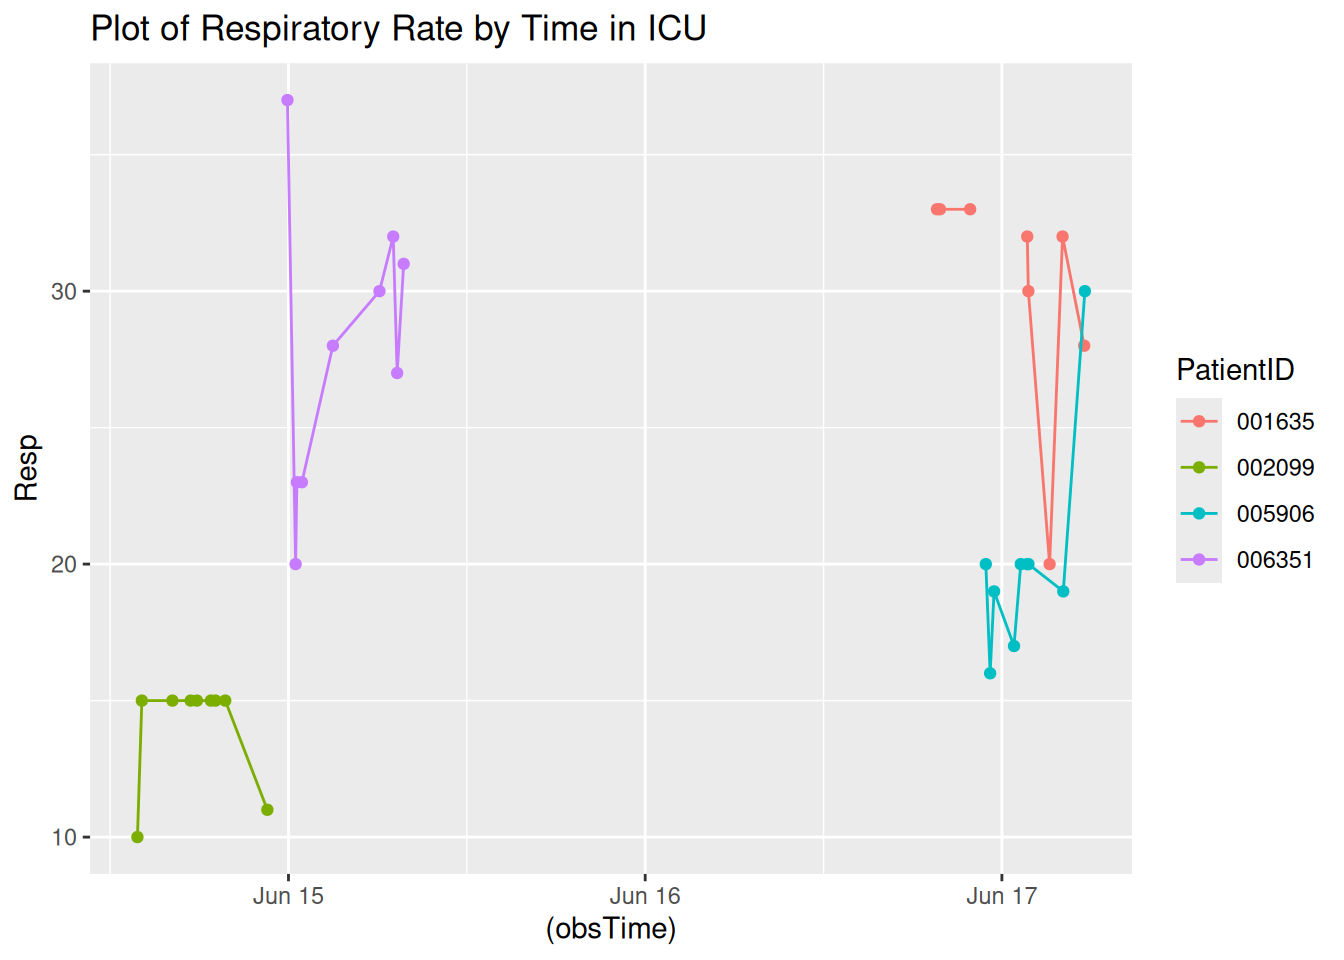 Plot of Respiratory Rate by Time in ICU
Resp
30
20
10
Jun 15
Jun 16
Jun 17
(obsTime)
PatientID
001635
002099
005906
006351